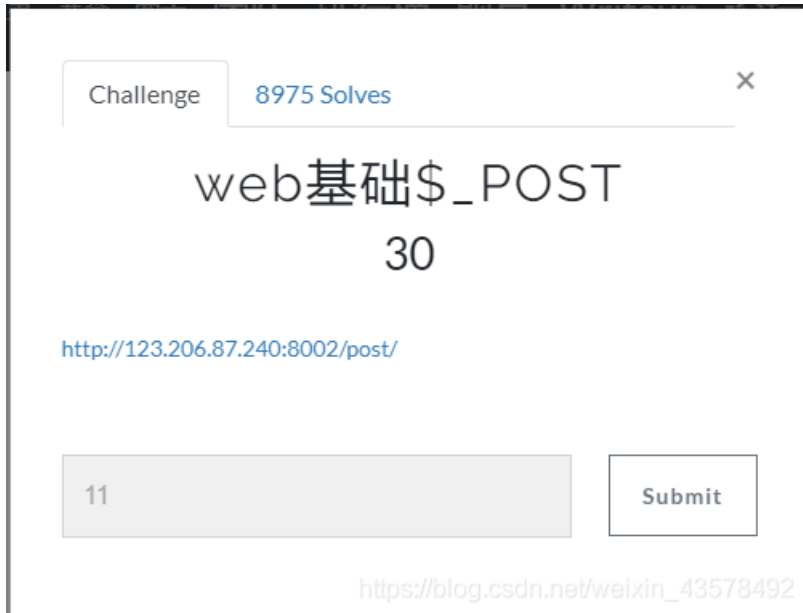 Challenge
8975 Solves
×
web基础$_POST
30
http://123.206.87.240:8002/post/
11
Submit
https://blog.csdn.net/weixin_43578492